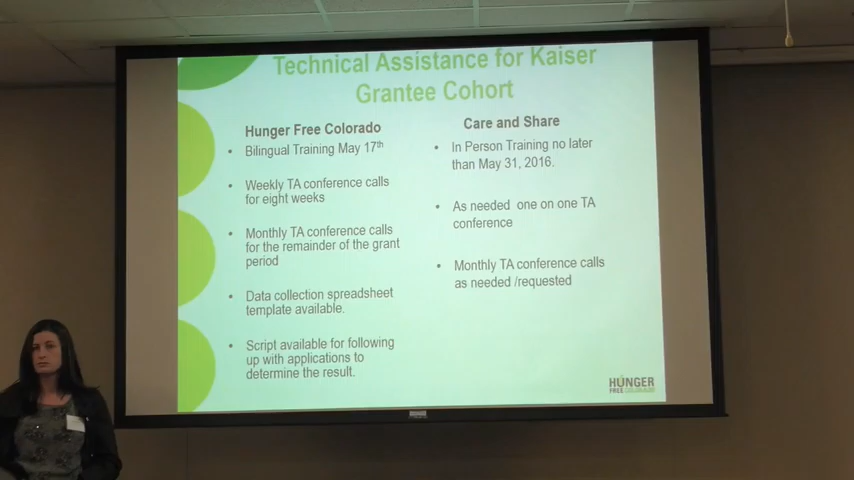 Technical Assistance for Kaiser
Grantee Cohort
Hunger Free Colorado
• Bilingual Training May 17th
• Weekly TA conference calls
for eight weeks
• Monthly TA conference calls
for the remainder of the grant
period
• Data collection spreadsheet
template available.
• Script available for following
up with applications to
determine the result.
Care and Share
• In Person Training no later
than May 31, 2016.
• As needed one on one TA
conference
• Monthly TA conference calls
as needed /requested
HUNGER
FREE COLORADO